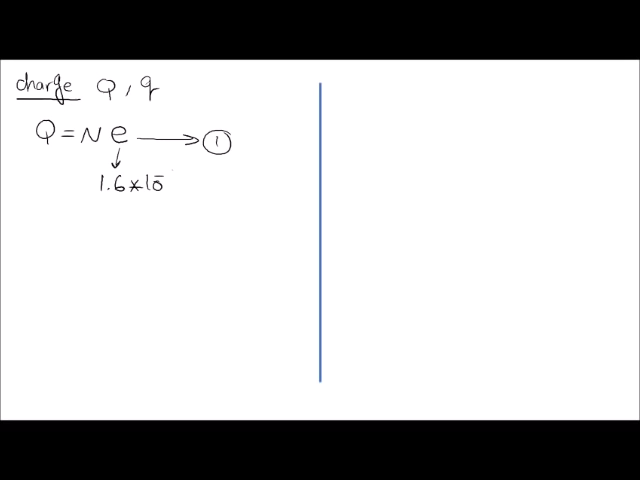 charge Q, q
Q = N e → ①
↓
1.6*10⁻